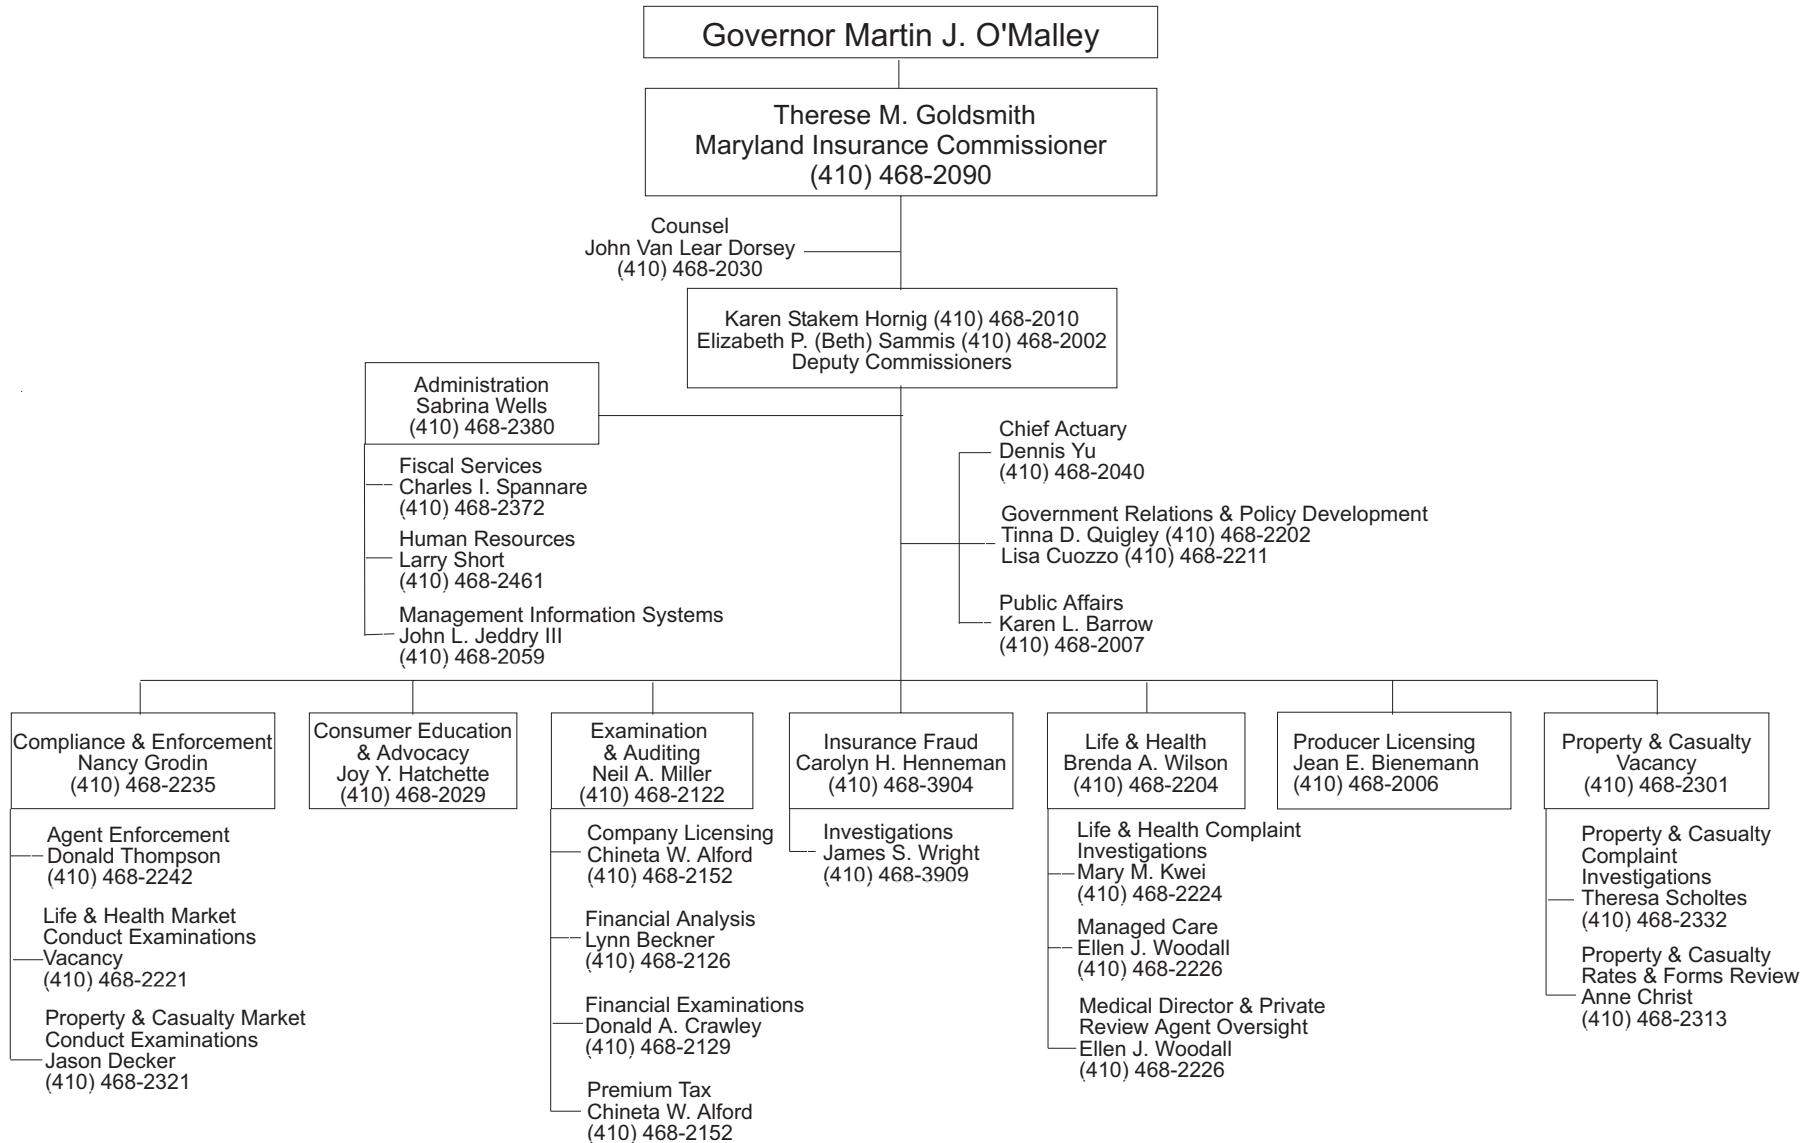 Governor Martin J. O'Malley
Therese M. Goldsmith
Maryland Insurance Commissioner
(410) 468-2090
Counsel
John Van Lear Dorsey
(410) 468-2030
Karen Stakem Hornig (410) 468-2010
Elizabeth P. (Beth) Sammis (410) 468-2002
Deputy Commissioners
Administration
Sabrina Wells
(410) 468-2380
Fiscal Services
Charles I. Spannare
(410) 468-2372
Human Resources
Larry Short
(410) 468-2461
Management Information Systems
John L. Jeddry III
(410) 468-2059
Chief Actuary
Dennis Yu
(410) 468-2040
Government Relations & Policy Development
Tinna D. Quigley (410) 468-2202
Lisa Cuozzo (410) 468-2211
Public Affairs
Karen L. Barrow
(410) 468-2007
Compliance & Enforcement
Nancy Grodin
(410) 468-2235
Agent Enforcement
Donald Thompson
(410) 468-2242
Life & Health Market
Conduct Examinations
Vacancy
(410) 468-2221
Property & Casualty Market
Conduct Examinations
Jason Decker
(410) 468-2321
Consumer Education
& Advocacy
Joy Y. Hatchette
(410) 468-2029
Examination
& Auditing
Neil A. Miller
(410) 468-2122
Company Licensing
Chineta W. Alford
(410) 468-2152
Financial Analysis
Lynn Beckner
(410) 468-2126
Financial Examinations
Donald A. Crawley
(410) 468-2129
Premium Tax
Chineta W. Alford
(410) 468-2152
Insurance Fraud
Carolyn H. Henneman
(410) 468-3904
Investigations
James S. Wright
(410) 468-3909
Life & Health
Brenda A. Wilson
(410) 468-2204
Life & Health Complaint
Investigations
Mary M. Kwei
(410) 468-2224
Managed Care
Ellen J. Woodall
(410) 468-2226
Medical Director & Private
Review Agent Oversight
Ellen J. Woodall
(410) 468-2226
Producer Licensing
Jean E. Bienemann
(410) 468-2006
Property & Casualty
Vacancy
(410) 468-2301
Property & Casualty
Complaint
Investigations
Theresa Scholtes
(410) 468-2332
Property & Casualty
Rates & Forms Review
Anne Christ
(410) 468-2313